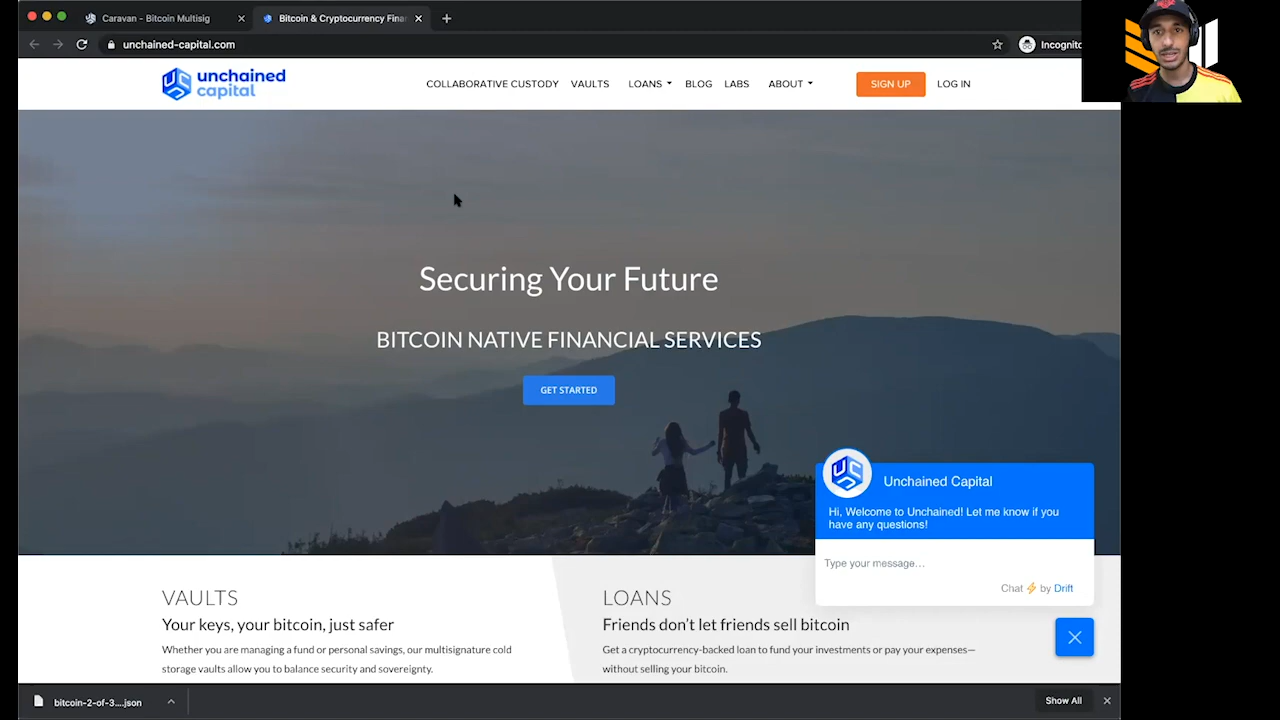 Caravan - Bitcoin Multisig
Bitcoin & Cryptocurrency Fina
unchained-capital.com
Incognito
unchained
capital
COLLABORATIVE CUSTODY VAULTS LOANS BLOG LABS ABOUT SIGN UP LOG IN
Securing Your Future
BITCOIN NATIVE FINANCIAL SERVICES
GET STARTED
Unchained Capital
Hi, Welcome to Unchained! Let me know if you
have any questions!
Type your message…
Chat ⚡ by Drift
VAULTS
Your keys, your bitcoin, just safer
Whether you are managing a fund or personal savings, our multisignature cold
storage vaults allow you to balance security and sovereignty.
LOANS
Friends don't let friends sell bitcoin
Get a cryptocurrency-backed loan to fund your investments or pay your expenses—
without selling your bitcoin.
bitcoin-2-of-3....json
Show All